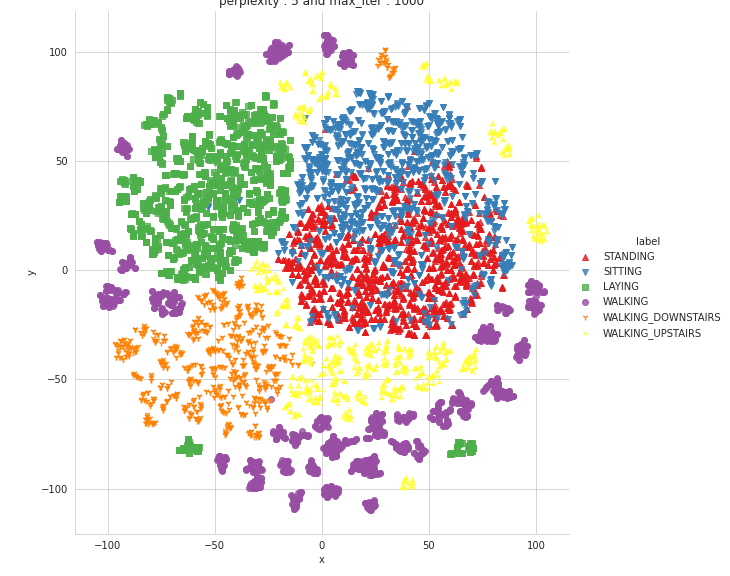 perplexity : 5 and max_iter : 1000
100
50
0
−50
−100
y
−100
−50
0
50
100
x
label
STANDING
SITTING
LAYING
WALKING
WALKING_DOWNSTAIRS
WALKING_UPSTAIRS